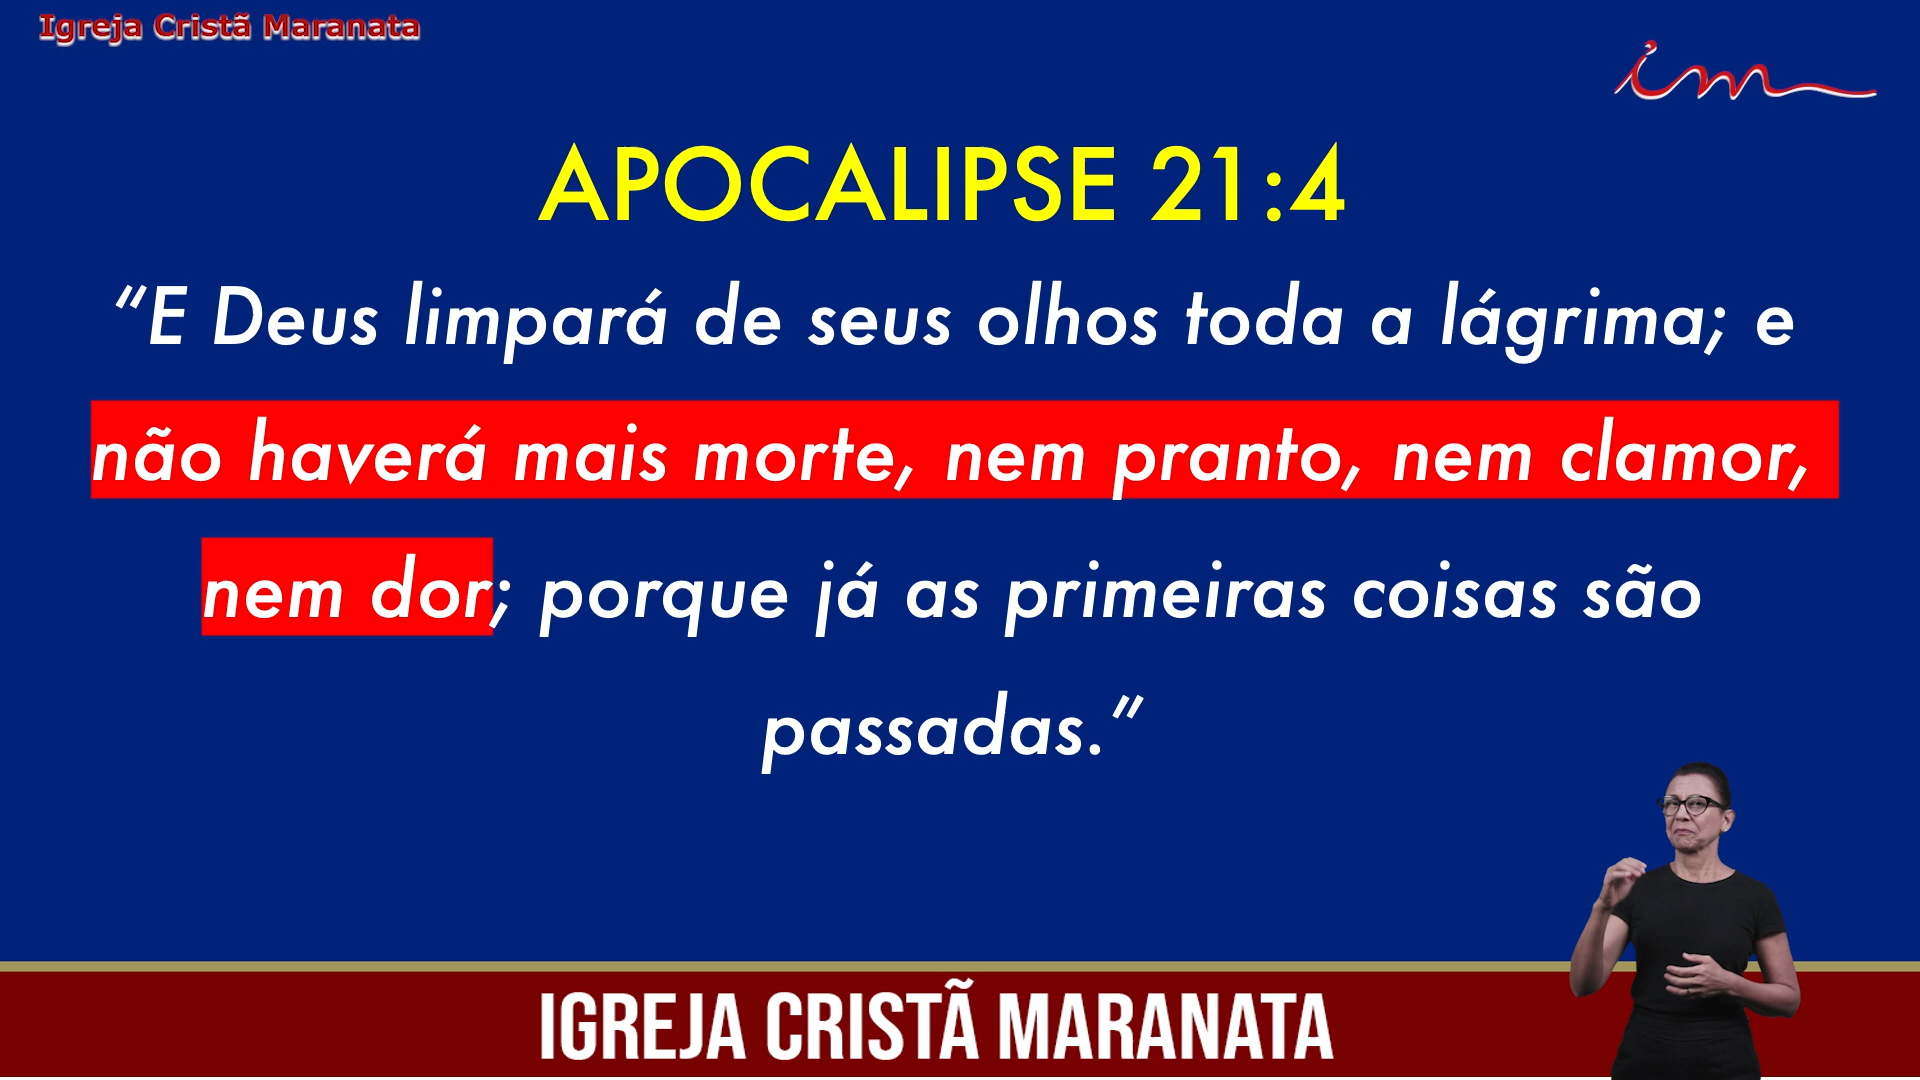 Igreja Cristã Maranata
im
APOCALIPSE 21:4
“E Deus limpará de seus olhos toda a lágrima; e
não haverá mais morte, nem pranto, nem clamor,
nem dor; porque já as primeiras coisas são
passadas.”
IGREJA CRISTÃ MARANATA